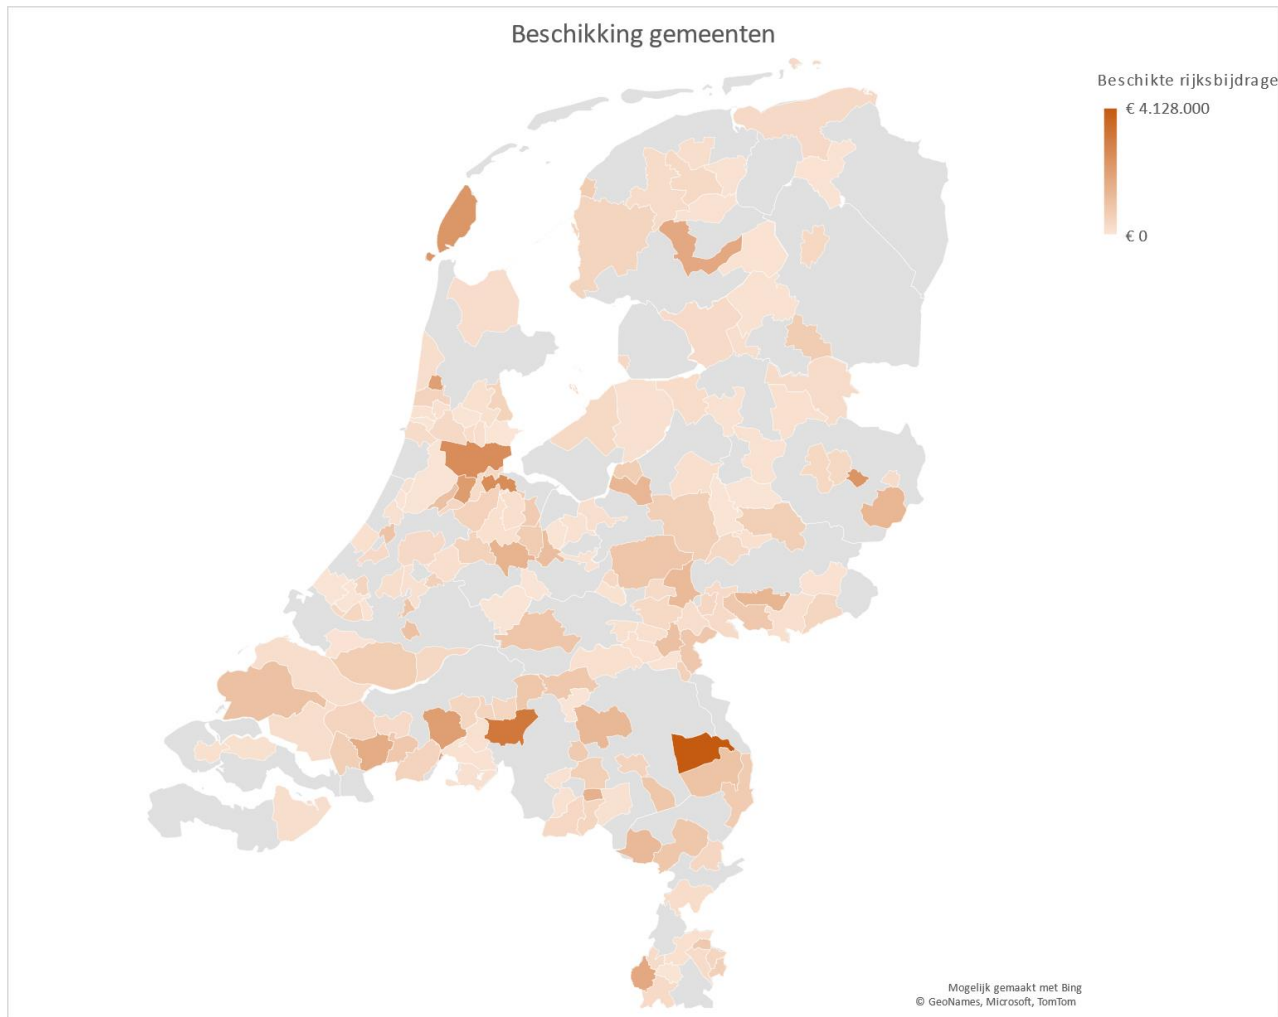 Beschikking gemeenten
Beschikte rijksbijdrage
€ 4.128.000
€ 0
Mogelijk gemaakt met Bing
© GeoNames, Microsoft, TomTom